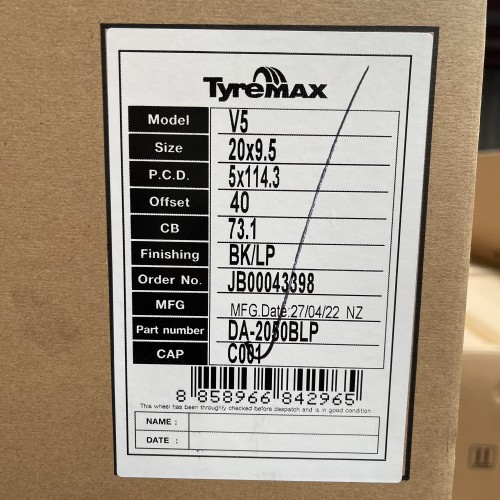 TyreMAX
Model V5
Size 20x9.5
P.C.D. 5x114.3
Offset 40
CB 73.1
Finishing BK/LP
Order No. JB00043398
MFG MFG.Date:27/04/22 NZ
Part number DA-2050BLP
CAP C001
8 858966 842965
This wheel has been throughly checked before despatch and is in good condition
NAME :
DATE :